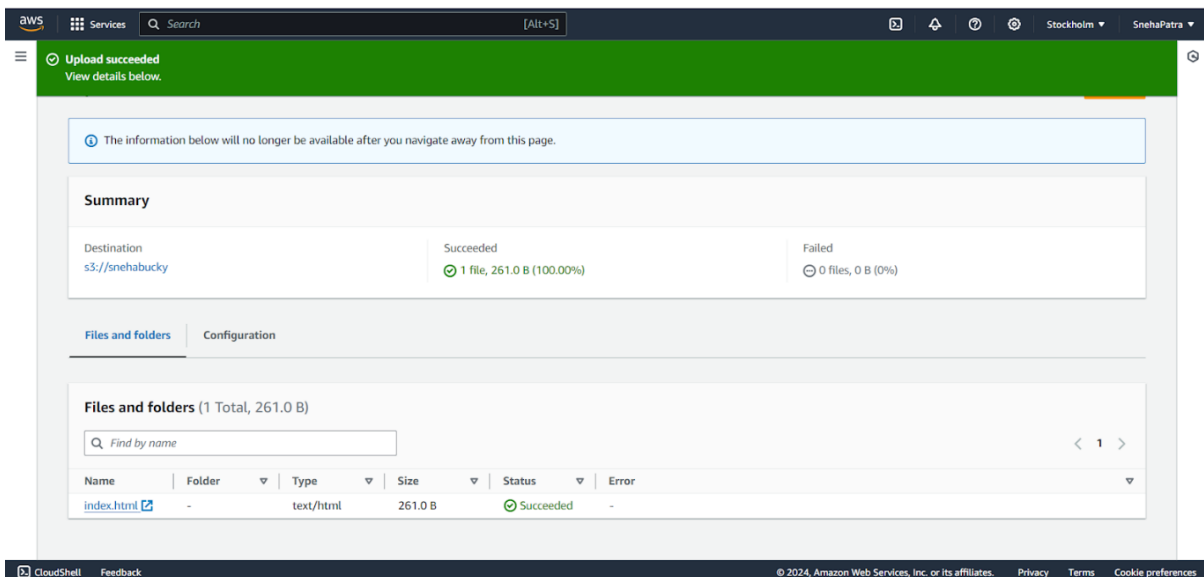 aws Services Search [Alt+S] Stockholm SnehaPatra
Upload succeeded
View details below.
The information below will no longer be available after you navigate away from this page.
Summary
Destination Succeeded Failed
s3://snehabucky 1 file, 261.0 B (100.00%) 0 files, 0 B (0%)
Files and folders Configuration
Files and folders (1 Total, 261.0 B)
Find by name 1
Name Folder Type Size Status Error
index.html - text/html 261.0 B Succeeded -
CloudShell Feedback © 2024, Amazon Web Services, Inc. or its affiliates. Privacy Terms Cookie preferences